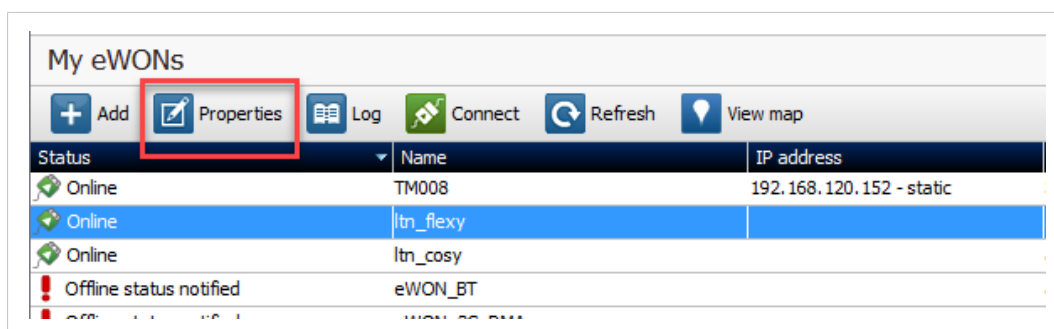 My eWONs
Add Properties Log Connect Refresh View map
Status Name IP address
Online TM008 192.168.120.152 - static
Online ltn_flexy
Online ltn_cosy
Offline status notified eWON_BT